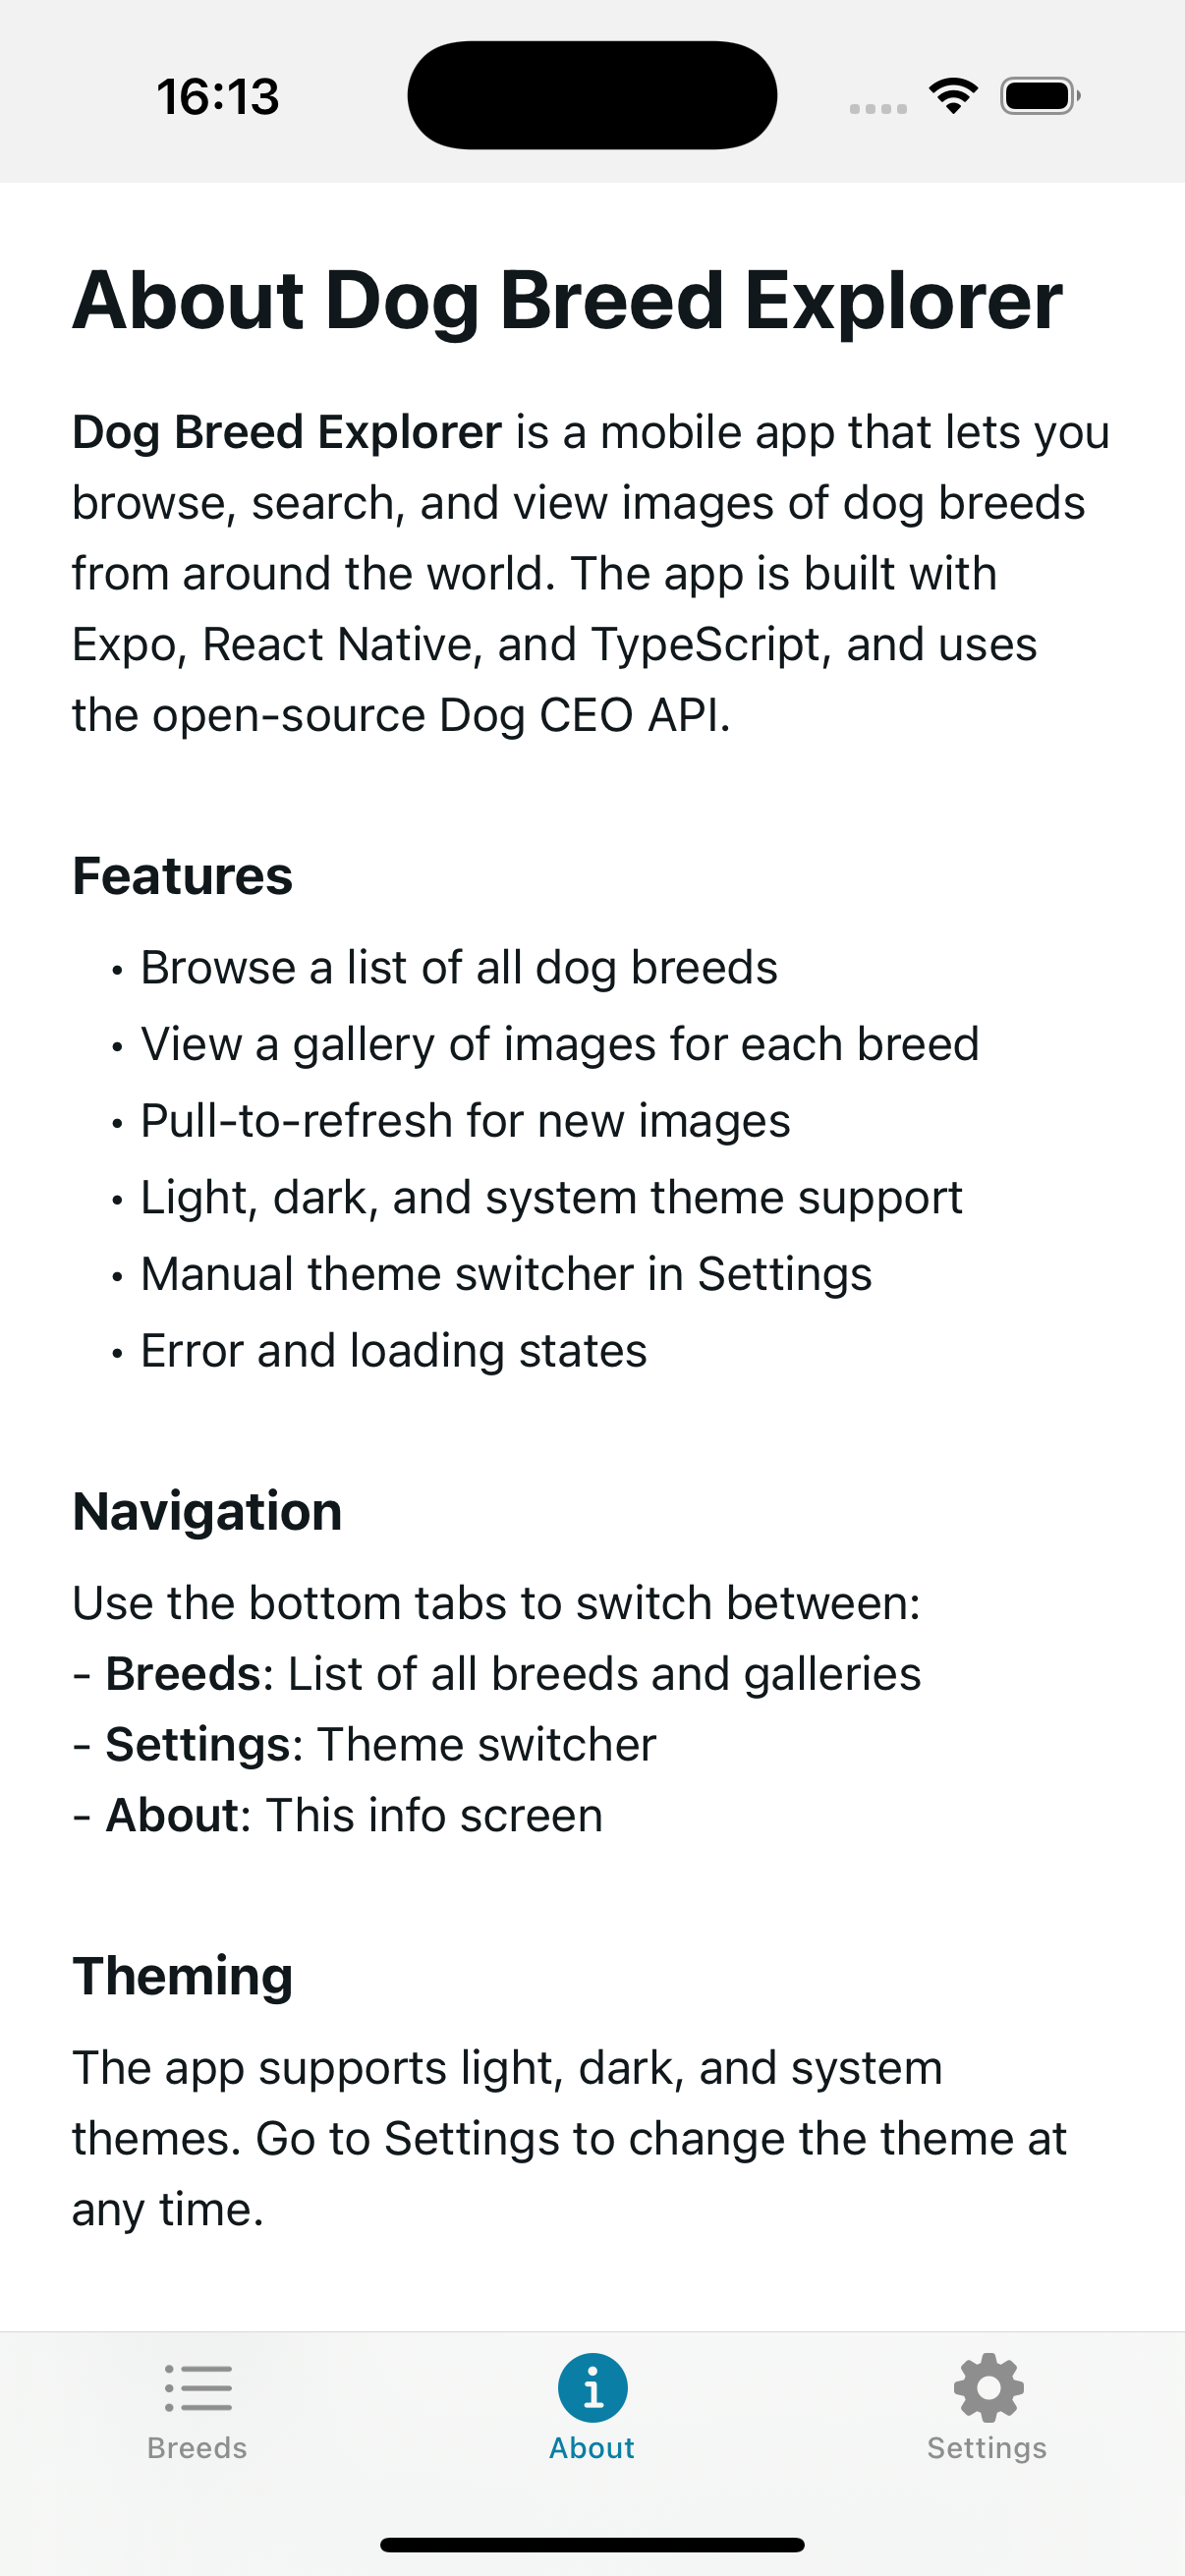 16:13
About Dog Breed Explorer
Dog Breed Explorer is a mobile app that lets you
browse, search, and view images of dog breeds
from around the world. The app is built with
Expo, React Native, and TypeScript, and uses
the open-source Dog CEO API.
Features
• Browse a list of all dog breeds
• View a gallery of images for each breed
• Pull-to-refresh for new images
• Light, dark, and system theme support
• Manual theme switcher in Settings
• Error and loading states
Navigation
Use the bottom tabs to switch between:
- Breeds: List of all breeds and galleries
- Settings: Theme switcher
- About: This info screen
Theming
The app supports light, dark, and system
themes. Go to Settings to change the theme at
any time.
Breeds
About
Settings